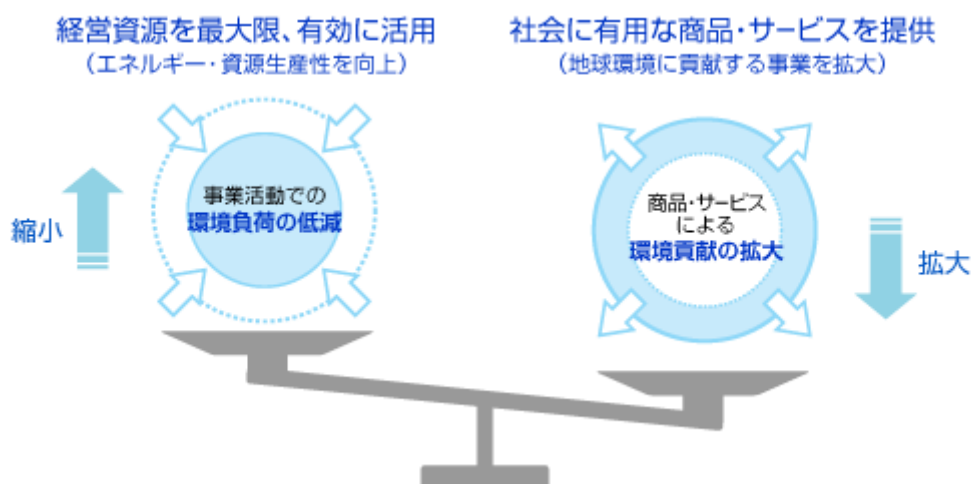 経営資源を最大限、有効に活用
（エネルギー・資源生産性を向上）
社会に有用な商品・サービスを提供
（地球環境に貢献する事業を拡大）
縮小
事業活動での
環境負荷の低減
商品・サービス
による
環境貢献の拡大
拡大